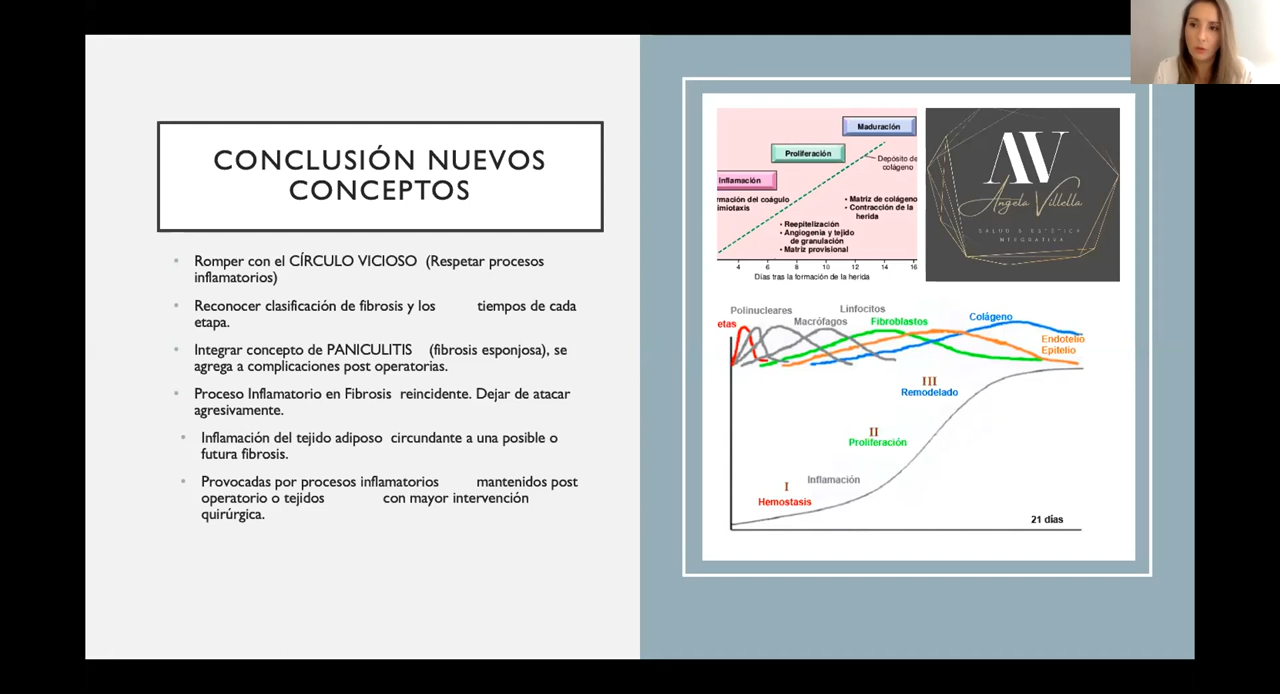 CONCLUSIÓN NUEVOS
CONCEPTOS
• Romper con el CÍRCULO VICIOSO (Respetar procesos
inflamatorios)
• Reconocer clasificación de fibrosis y los tiempos de cada
etapa.
• Integrar concepto de PANICULITIS (fibrosis esponjosa), se
agrega a complicaciones post operatorias.
• Proceso Inflamatorio en Fibrosis reincidente. Dejar de atacar
agresivamente.
• Inflamación del tejido adiposo circundante a una posible o
futura fibrosis.
• Provocadas por procesos inflamatorios mantenidos post
operatorio o tejidos con mayor intervención
quirúrgica.
Maduración
Proliferación
Depósito de
colágeno
Inflamación
rmación del coágulo
imiotaxis
• Matriz de colágeno
• Contracción de la
herida
• Reepitelización
• Angiogenia y tejido
de granulación
• Matriz provisional
4 6 8 10 12 14 16
Días tras la formación de la herida
AV
Angela Villella
SALUD & ESTÉTICA
INTEGRATIVA
Polinucleares
Linfocitos
etas
Macrófagos
Fibroblastos
Colágeno
Endotelio
Epitelio
III
Remodelado
II
Proliferación
I
Inflamación
Hemostasis
21 días